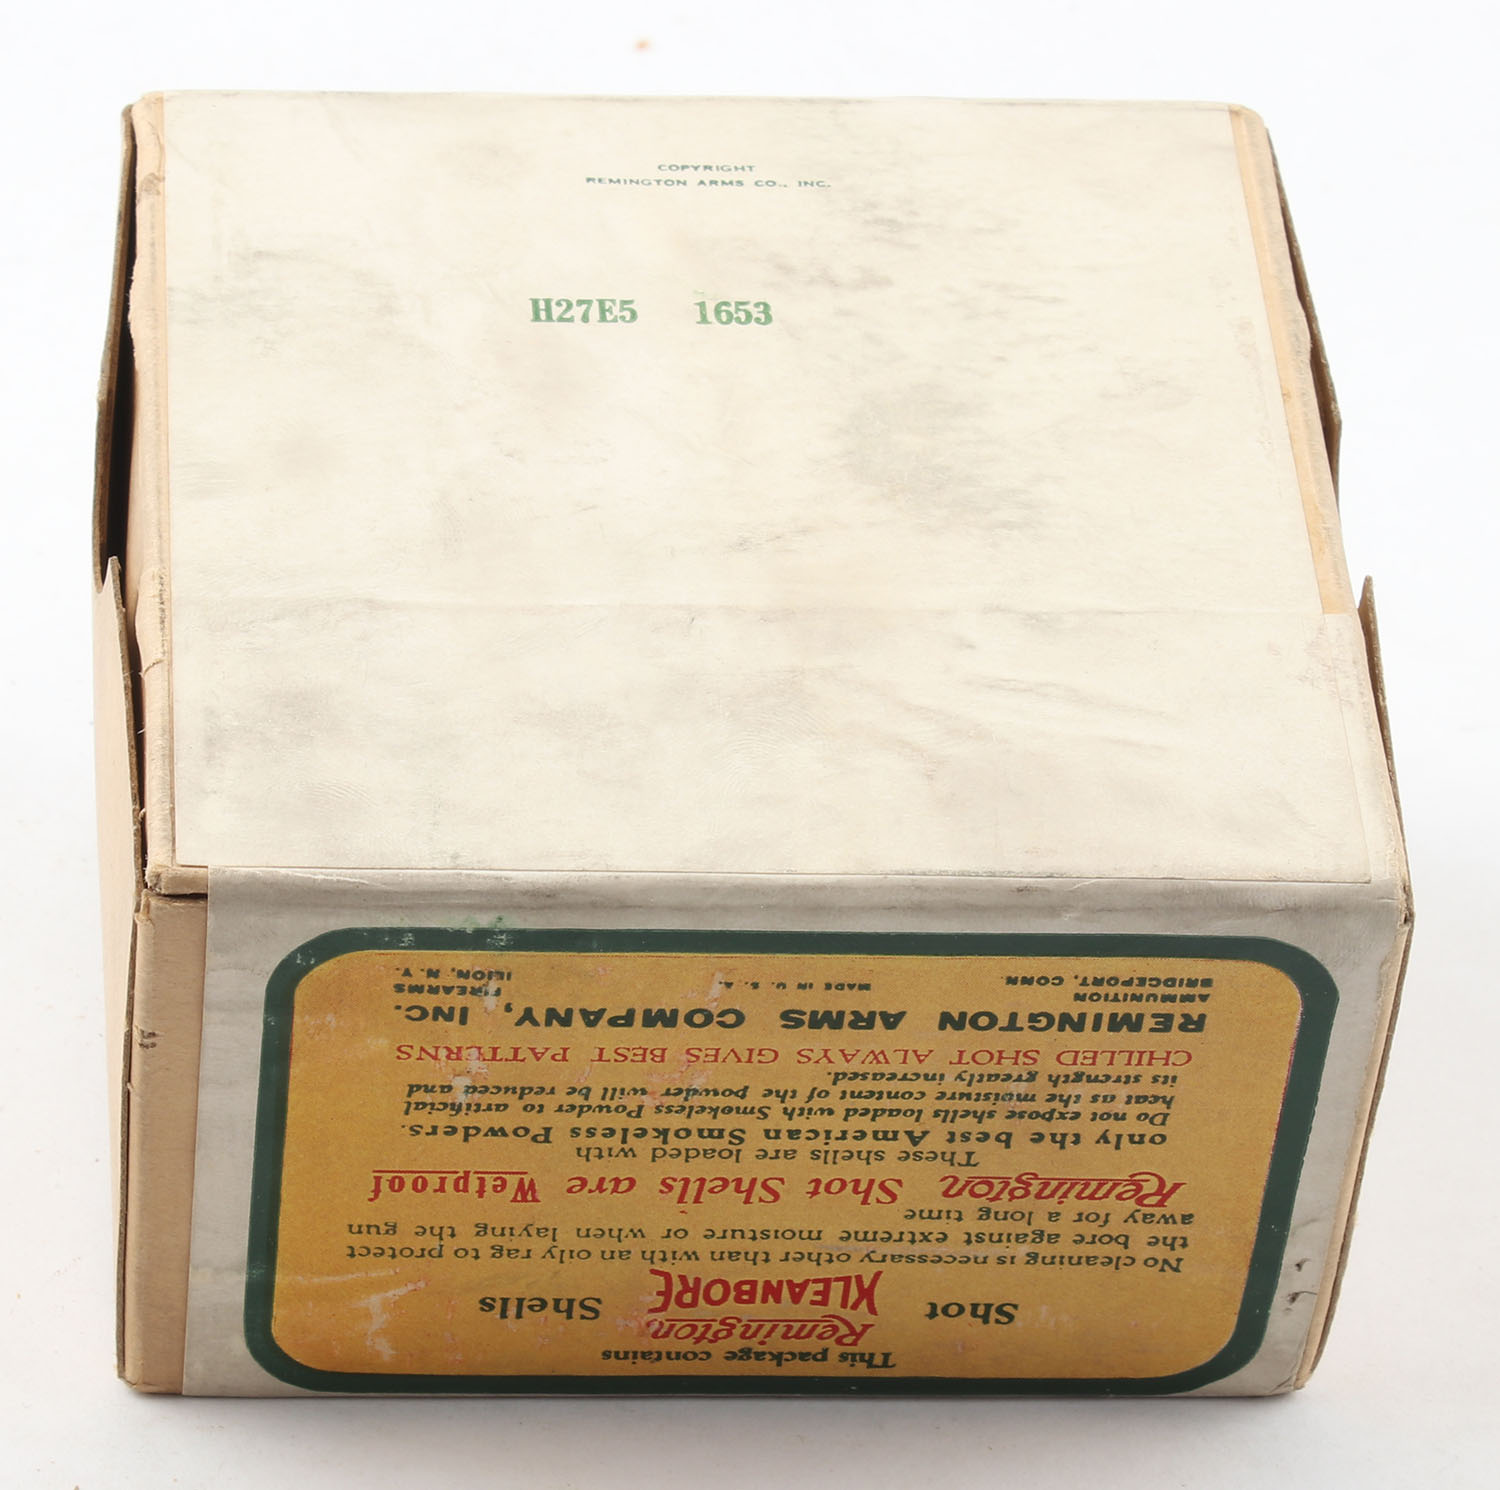 COPYRIGHT
REMINGTON ARMS CO., INC.
H27E5 1653
This package contains
Shot Remington KLEANBORE Shells
No cleaning is necessary other than with an oily rag to protect
the bore against extreme moisture or when laying the gun
away for a long time
Remington Shot Shells are Wetproof
These shells are loaded with
only the best American Smokeless Powders.
Do not expose shells loaded with Smokeless Powder to artificial
heat as the moisture content of the powder will be reduced and
its strength greatly increased.
CHILLED SHOT ALWAYS GIVES BEST PATTERNS
REMINGTON ARMS COMPANY, INC.
AMMUNITION FIREARMS
BRIDGEPORT, CONN. MADE IN U. S. A. ILION, N. Y.